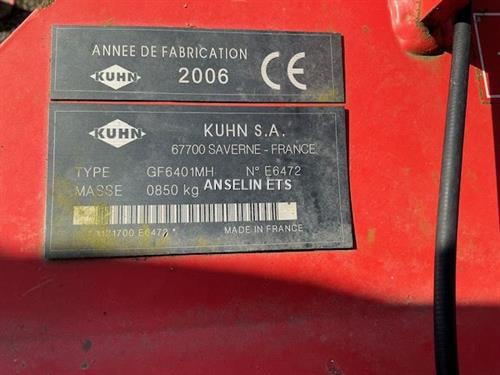 ANNEE DE FABRICATION
KUHN 2006 CE
KUHN KUHN S.A.
67700 SAVERNE - FRANCE
TYPE GF6401MH N° E6472
MASSE 0850 kg ANSELIN ETS
E6472 *
MADE IN FRANCE